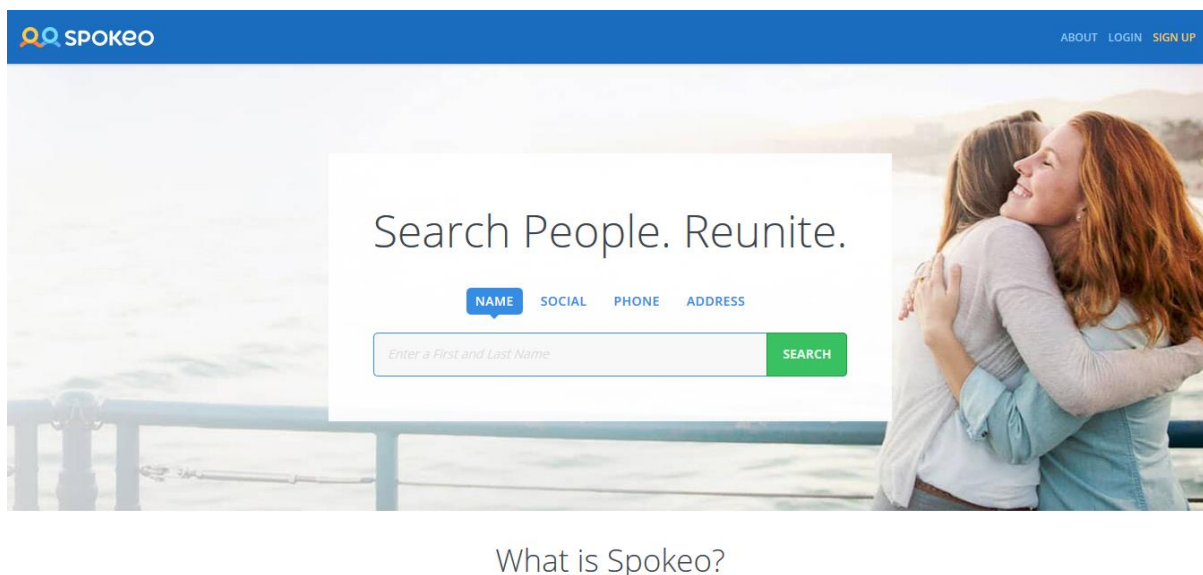 spokeo
ABOUT LOGIN SIGN UP
Search People. Reunite.
NAME SOCIAL PHONE ADDRESS
Enter a First and Last Name SEARCH
What is Spokeo?